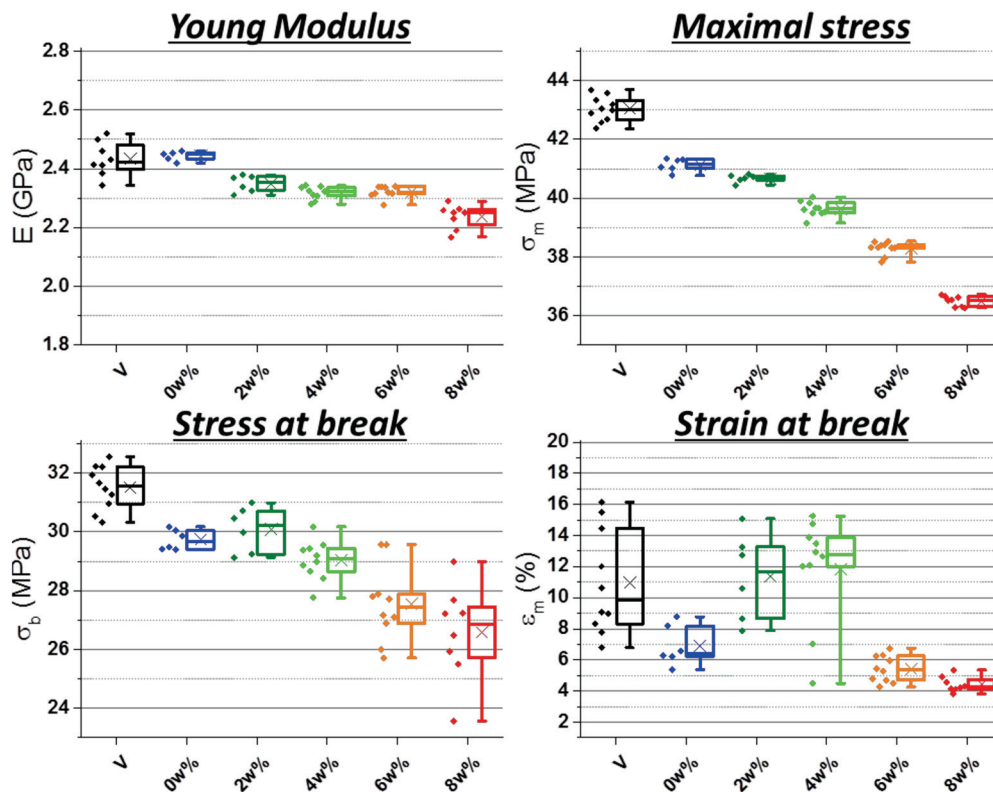 Young Modulus
2.8
2.6
2.4
2.2
2.0
1.8
E (GPa)
V
0w%
2w%
4w%
6w%
8w%
Maximal stress
44
42
40
38
36
σm (MPa)
V
0w%
2w%
4w%
6w%
8w%
Stress at break
32
30
28
26
24
σb (MPa)
V
0w%
2w%
4w%
6w%
8w%
Strain at break
20
18
16
14
12
10
8
6
4
2
εm (%)
V
0w%
2w%
4w%
6w%
8w%